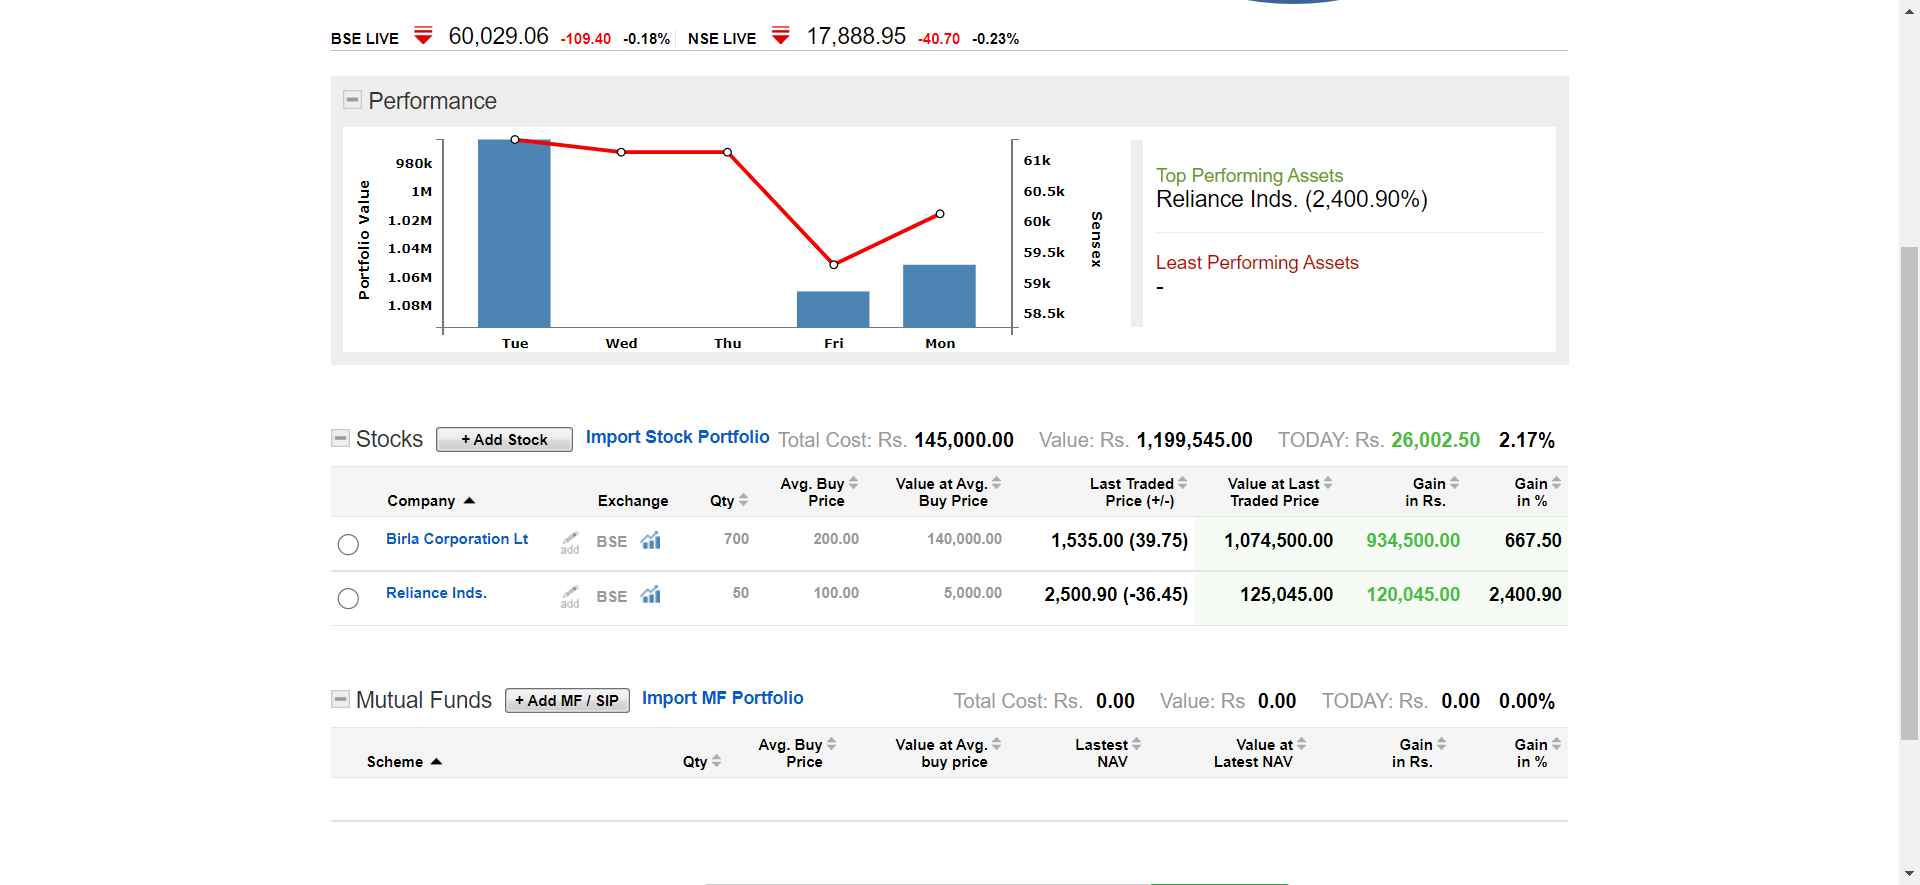 BSE LIVE 60,029.06 -109.40 -0.18% NSE LIVE 17,888.95 -40.70 -0.23%
Performance
Portfolio Value
980k
1M
1.02M
1.04M
1.06M
1.08M
Tue Wed Thu Fri Mon
61k
60.5k
60k
59.5k
59k
58.5k
Sensex
Top Performing Assets
Reliance Inds. (2,400.90%)
Least Performing Assets
-
Stocks + Add Stock Import Stock Portfolio Total Cost: Rs. 145,000.00 Value: Rs. 1,199,545.00 TODAY: Rs. 26,002.50 2.17%
Company Exchange Qty Avg. Buy Price Value at Avg. Buy Price Last Traded Price (+/-) Value at Last Traded Price Gain in Rs. Gain in %
Birla Corporation Lt add BSE 700 200.00 140,000.00 1,535.00 (39.75) 1,074,500.00 934,500.00 667.50
Reliance Inds. add BSE 50 100.00 5,000.00 2,500.90 (-36.45) 125,045.00 120,045.00 2,400.90
Mutual Funds + Add MF / SIP Import MF Portfolio Total Cost: Rs. 0.00 Value: Rs 0.00 TODAY: Rs. 0.00 0.00%
Scheme Qty Avg. Buy Price Value at Avg. buy price Lastest NAV Value at Latest NAV Gain in Rs. Gain in %